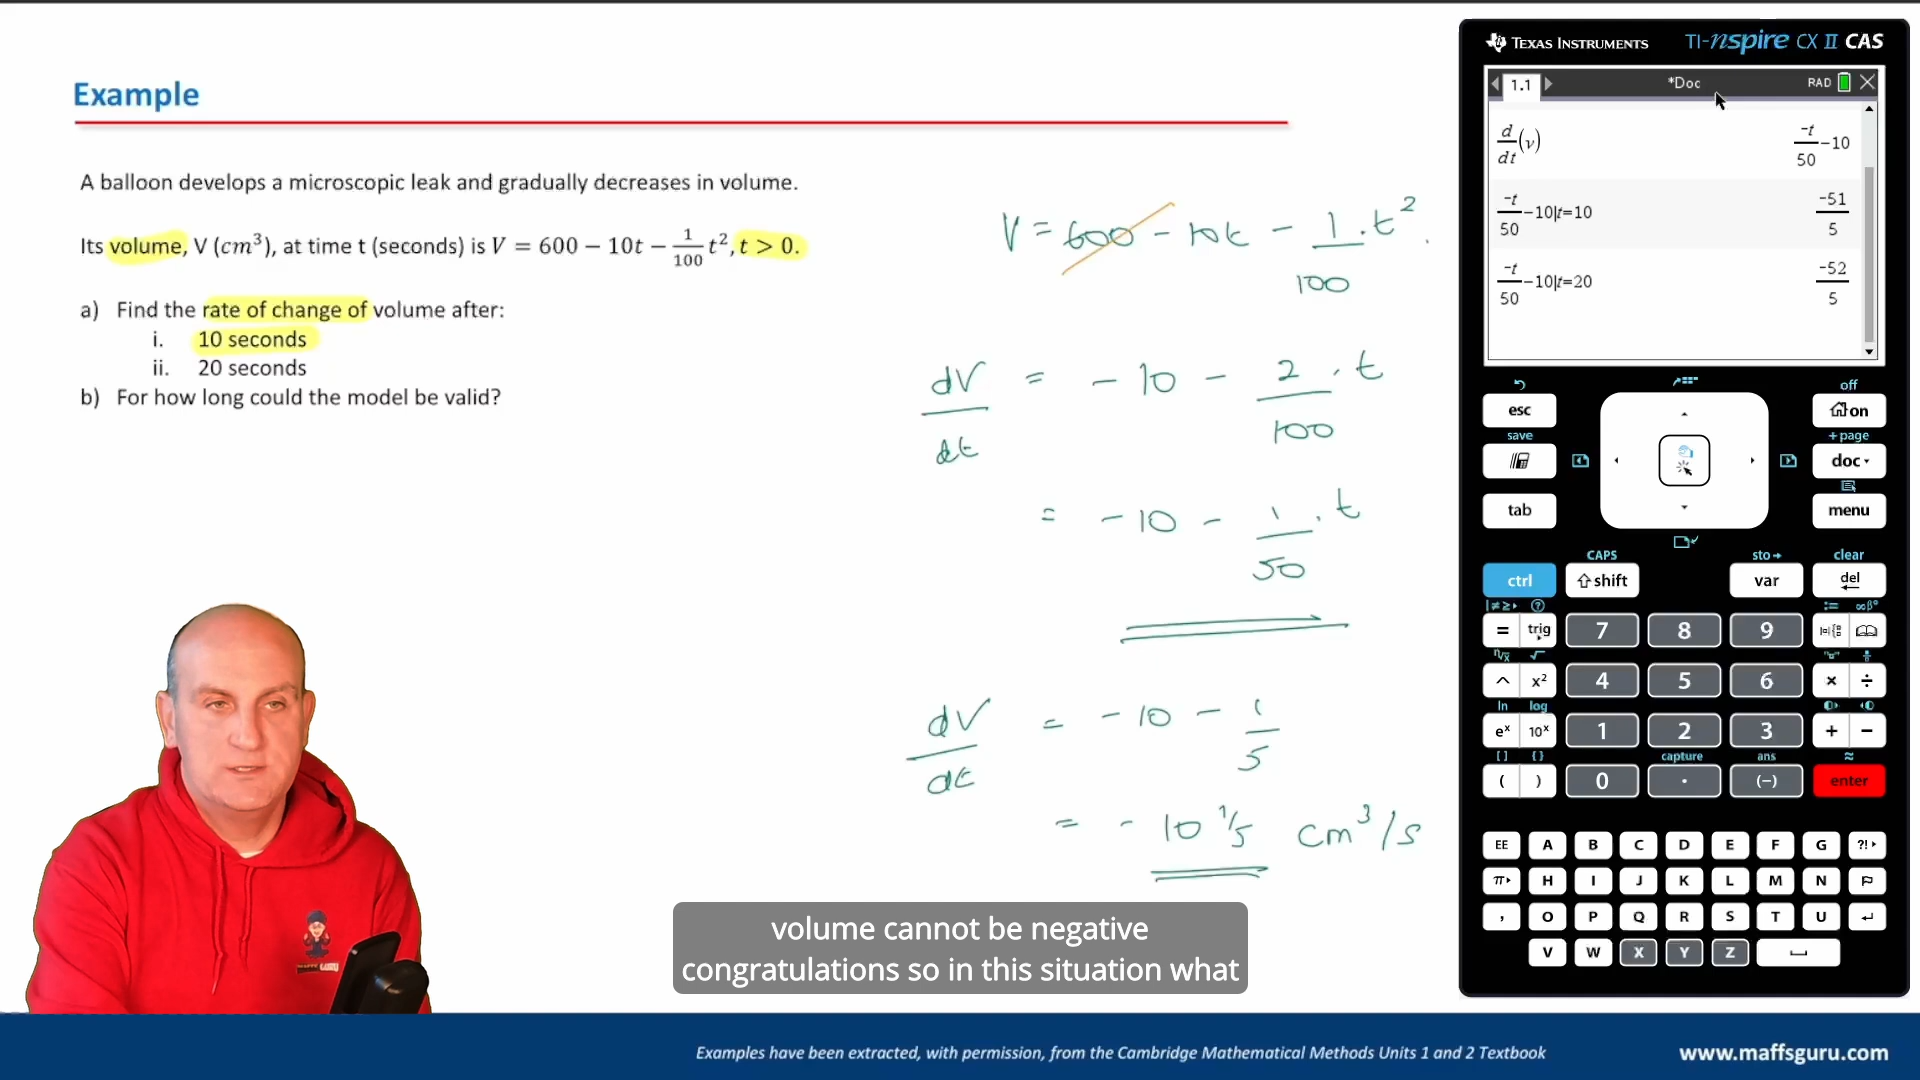 Example
A balloon develops a microscopic leak and gradually decreases in volume.
Its volume, V (cm³), at time t (seconds) is V = 600 − 10t − 1/100 t², t > 0.
a) Find the rate of change of volume after:
i. 10 seconds
ii. 20 seconds
b) For how long could the model be valid?
V = 600 - 10t - 1/100 . t²
dV/dt = - 10 - 2/100 . t
= - 10 - 1/50 . t
dV/dt = - 10 - 1/5
= - 10 1/5 cm³/s
volume cannot be negative
congratulations so in this situation what
Examples have been extracted, with permission, from the Cambridge Mathematical Methods Units 1 and 2 Textbook
www.maffsguru.com
TEXAS INSTRUMENTS TI-nspire CX II CAS
1.1 *Doc RAD
d/dt(v) -t/50-10
-t/50-10|t=10 -51/5
-t/50-10|t=20 -52/5
off
esc on
save +page
doc
tab menu
CAPS sto→ clear
ctrl shift var del
= trig 7 8 9
^ x² 4 5 6 × ÷
ln log
eˣ 10ˣ 1 2 3 + −
[ ] { } capture ans ≈
( ) 0 . (−) enter
EE A B C D E F G ?!
π H I J K L M N
, O P Q R S T U
V W X Y Z